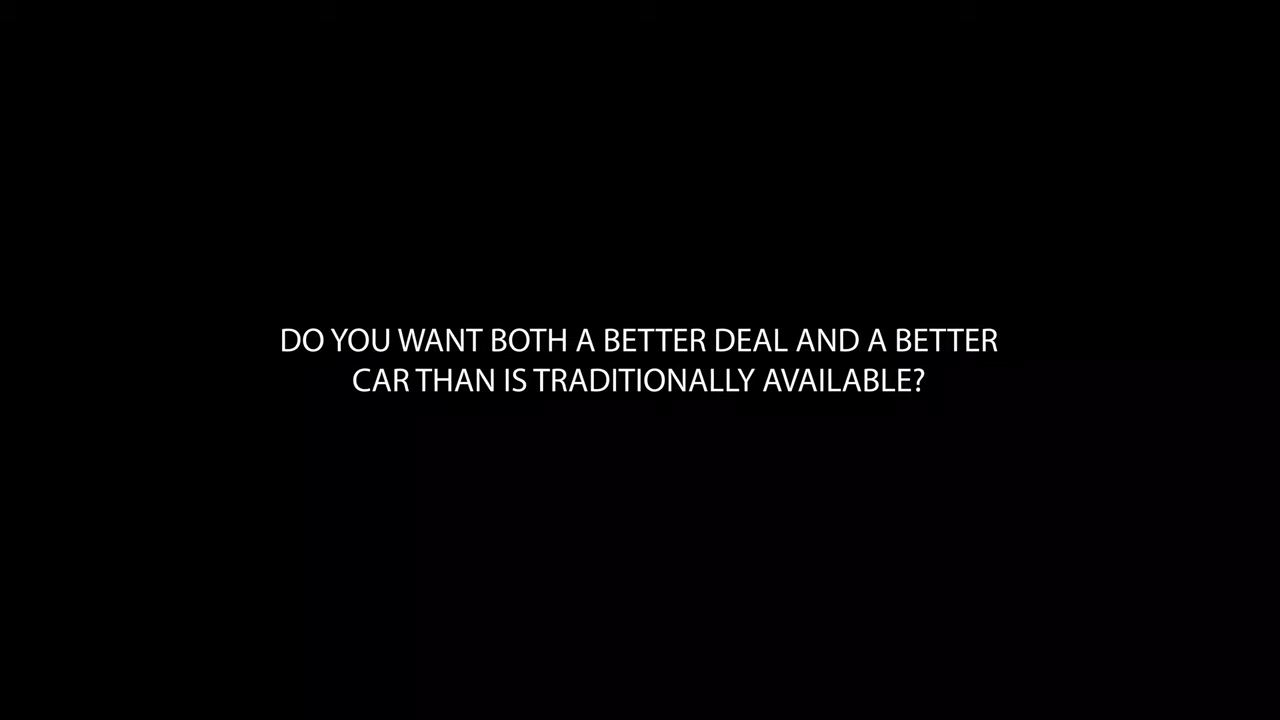 DO YOU WANT BOTH A BETTER DEAL AND A BETTER
CAR THAN IS TRADITIONALLY AVAILABLE?